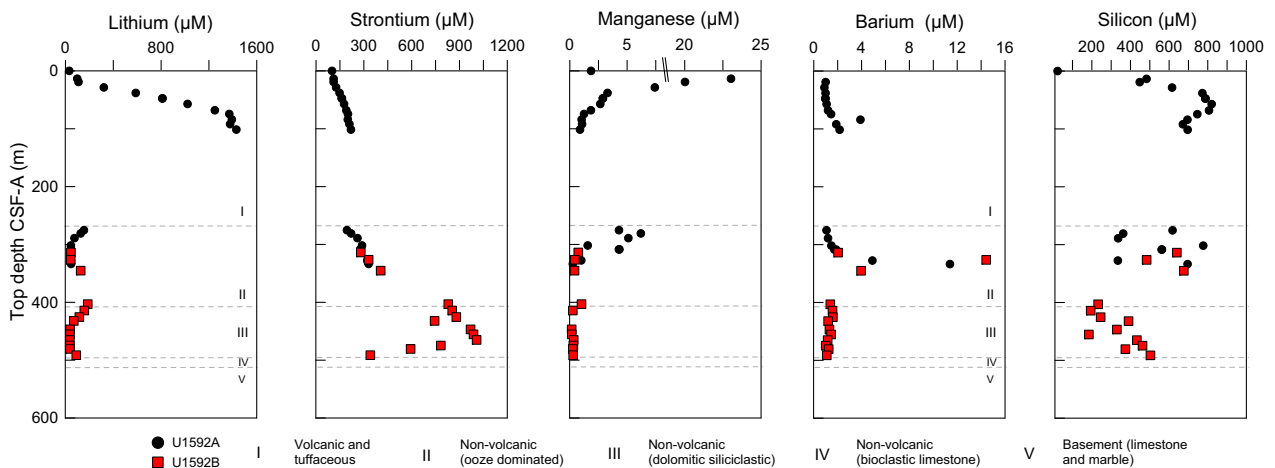 Lithium (µM) Strontium (µM) Manganese (µM) Barium (µM) Silicon (µM)
0 800 1600 0 300 600 900 1200 0 5 20 25 0 4 8 12 16 200 400 600 800 1000
0
200
400
600
Top depth CSF-A (m)
I I
II II
III III
IV IV
V V
U1592A
U1592B
I Volcanic and tuffaceous
II Non-volcanic (ooze dominated)
III Non-volcanic (dolomitic siliciclastic)
IV Non-volcanic (bioclastic limestone)
V Basement (limestone and marble)